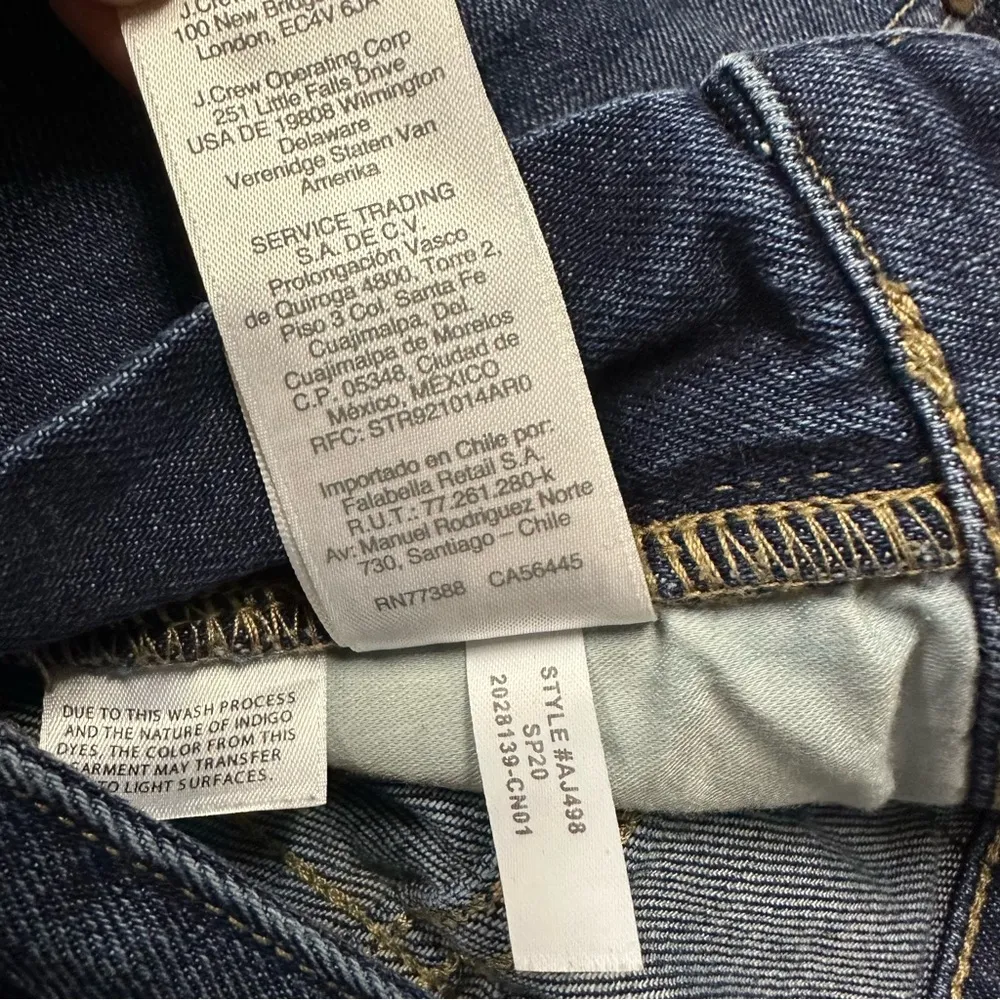 J.Cre
100 New Bridge
London, EC4V 6JA
J.Crew Operating Corp
251 Little Falls Drive
USA DE 19808 Wilmington
Delaware
Verenidge Staten Van
Amerika
SERVICE TRADING
S.A. DE C.V.
Prolongación Vasco
de Quiroga 4800, Torre 2,
Piso 3 Col. Santa Fe
Cuajimalpa, Del.
Cuajimalpa de Morelos
C.P. 05348, Ciudad de
México, MÉXICO
RFC: STR921014AR0
Importado en Chile por:
Falabella Retail S.A.
R.U.T.: 77.261.280-k
Av: Manuel Rodriguez Norte
730, Santiago – Chile
RN77388 CA56445
DUE TO THIS WASH PROCESS
AND THE NATURE OF INDIGO
DYES, THE COLOR FROM THIS
GARMENT MAY TRANSFER
TO LIGHT SURFACES.
STYLE #AJ498
SP20
2028139-CN01